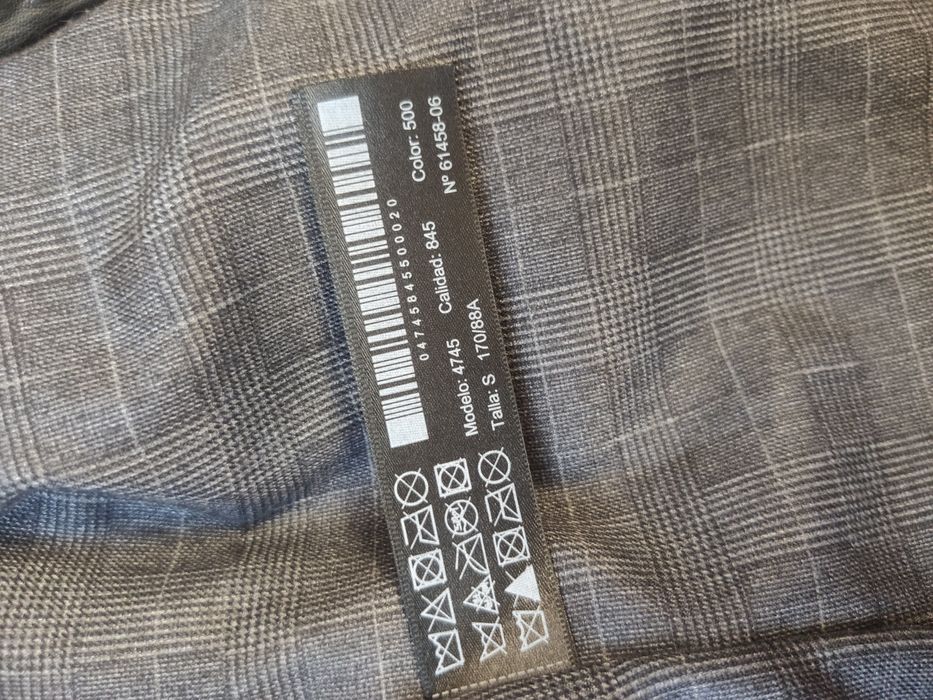 04745845500020
Modelo: 4745 Calidad: 845 Color: 500
Talla: S 170/88A Nº 61458-06